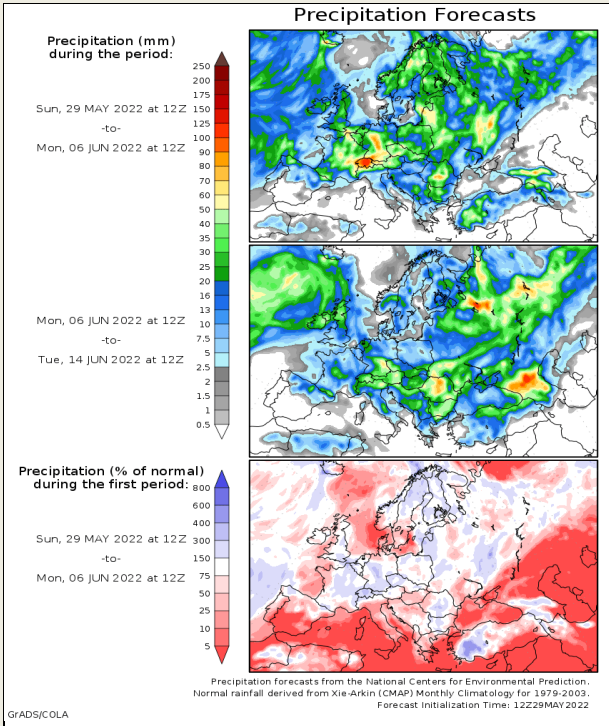 Precipitation Forecasts
Precipitation (mm)
during the period:
Sun, 29 MAY 2022 at 12Z
-to-
Mon, 06 JUN 2022 at 12Z
250
200
175
150
125
100
90
80
70
60
50
40
35
30
25
20
16
13
10
7.5
5
2.5
2
1.5
1
0.5
Mon, 06 JUN 2022 at 12Z
-to-
Tue, 14 JUN 2022 at 12Z
Precipitation (% of normal)
during the first period:
Sun, 29 MAY 2022 at 12Z
-to-
Mon, 06 JUN 2022 at 12Z
800
600
400
300
150
75
50
25
10
5
Precipitation forecasts from the National Centers for Environmental Prediction.
Normal rainfall derived from Xie-Arkin (CMAP) Monthly Climatology for 1979-2003.
Forecast Initialization Time: 12Z29MAY2022
GrADS/COLA